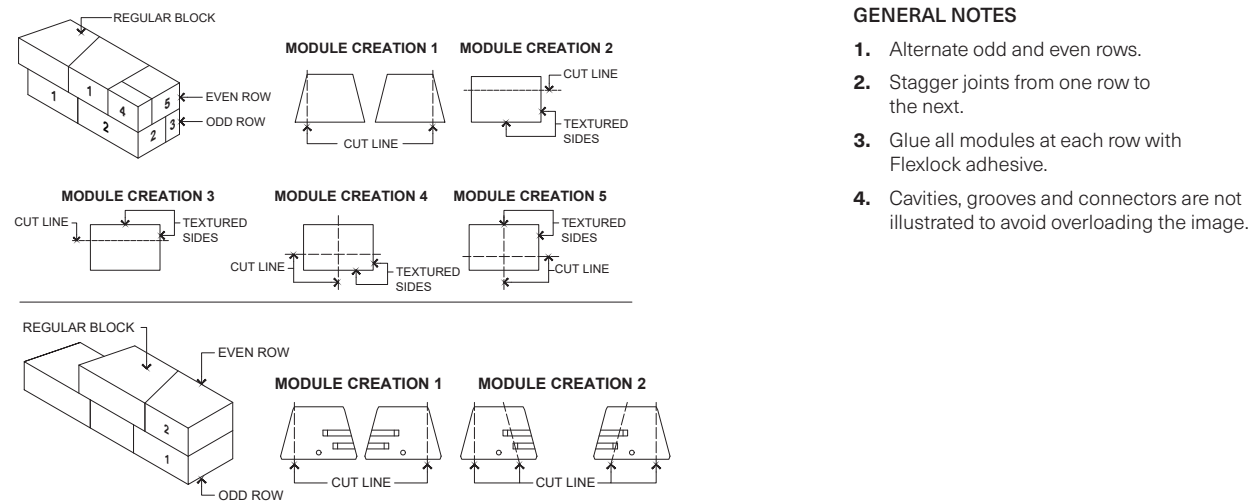 REGULAR BLOCK
1
1
4
5
2
2
3
EVEN ROW
ODD ROW
MODULE CREATION 1
CUT LINE
MODULE CREATION 2
CUT LINE
TEXTURED
SIDES
MODULE CREATION 3
CUT LINE
TEXTURED
SIDES
MODULE CREATION 4
CUT LINE
TEXTURED
SIDES
MODULE CREATION 5
TEXTURED
SIDES
CUT LINE
REGULAR BLOCK
EVEN ROW
2
1
ODD ROW
MODULE CREATION 1
CUT LINE
MODULE CREATION 2
CUT LINE
GENERAL NOTES
1. Alternate odd and even rows.
2. Stagger joints from one row to
the next.
3. Glue all modules at each row with
Flexlock adhesive.
4. Cavities, grooves and connectors are not
illustrated to avoid overloading the image.